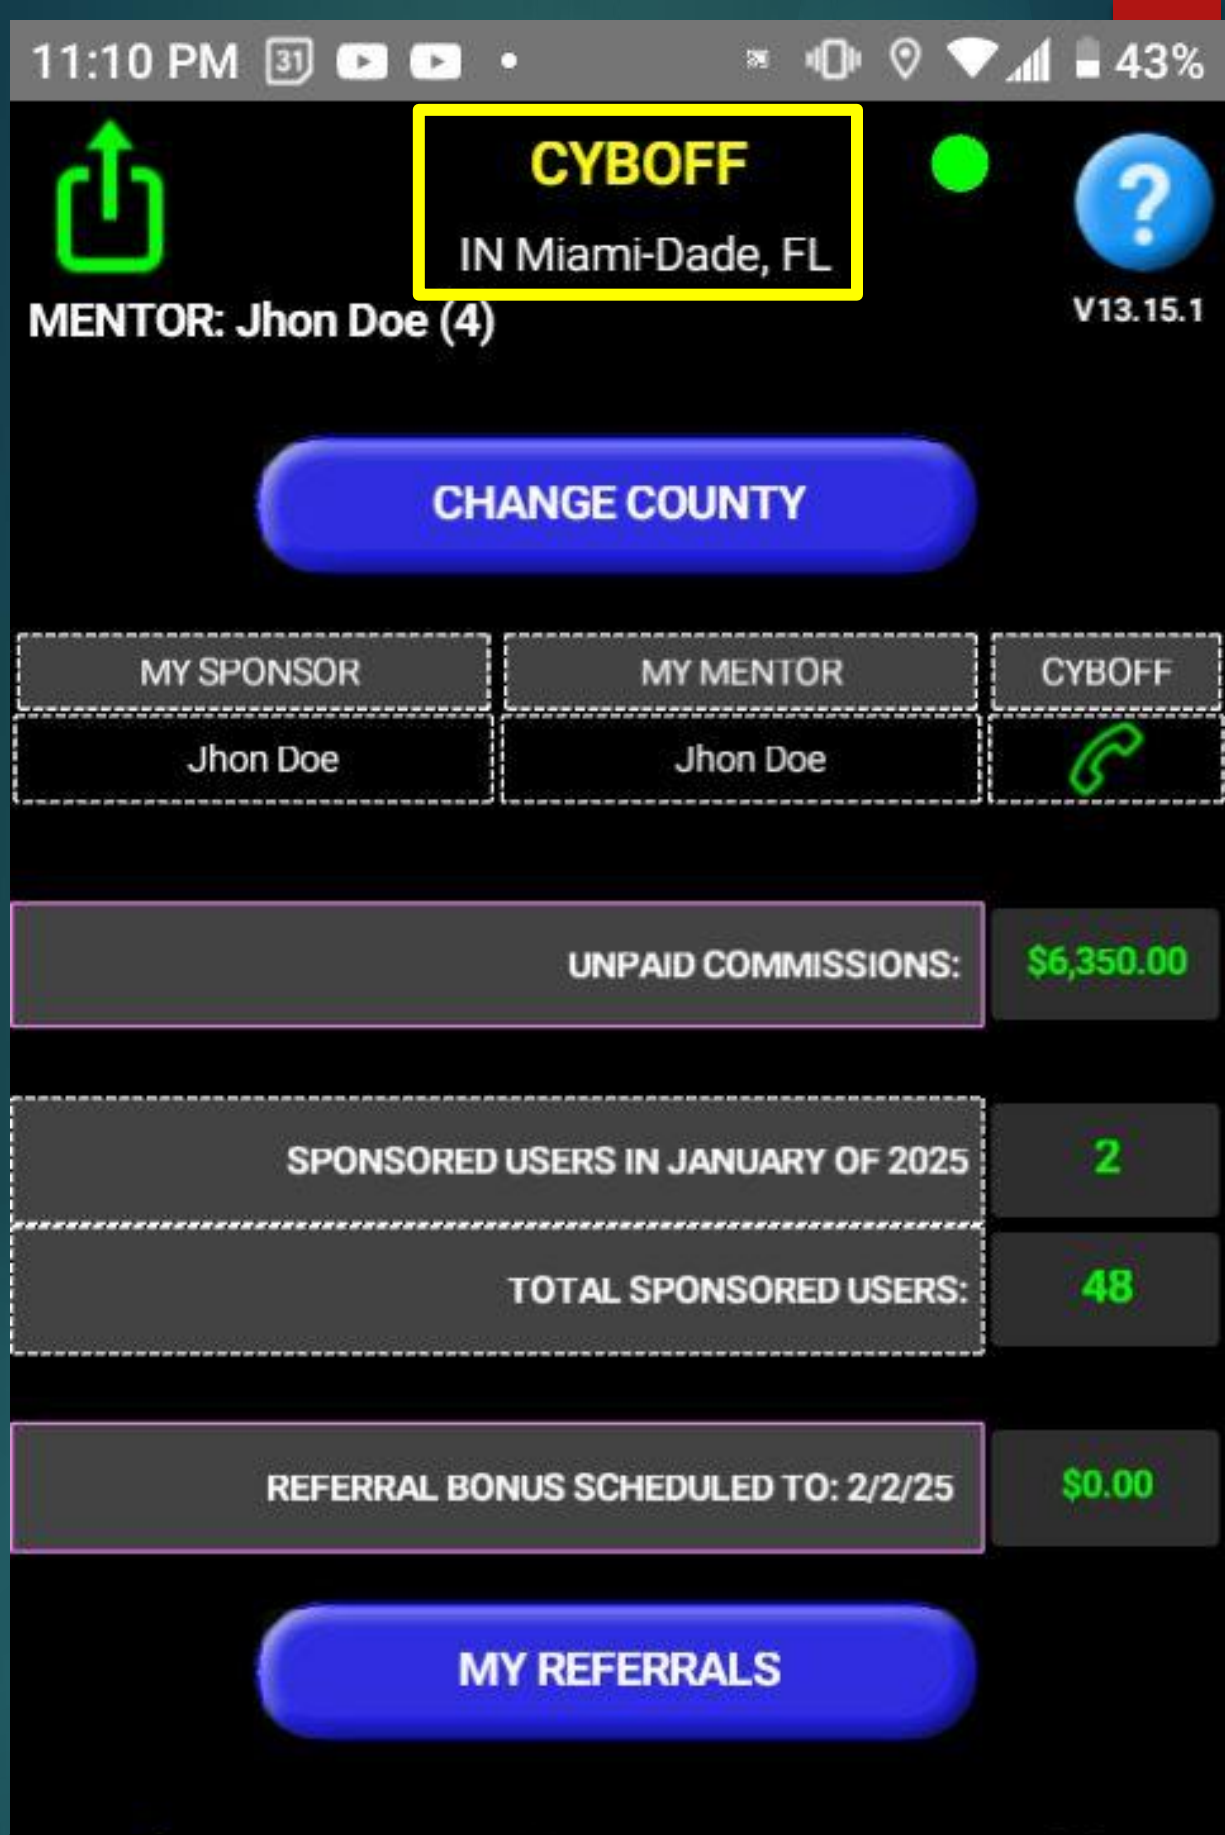 11:10 PM 31 43%
CYBOFF
IN Miami-Dade, FL
?
MENTOR: Jhon Doe (4)
V13.15.1
CHANGE COUNTY
MY SPONSOR MY MENTOR CYBOFF
Jhon Doe Jhon Doe
UNPAID COMMISSIONS: $6,350.00
SPONSORED USERS IN JANUARY OF 2025 2
TOTAL SPONSORED USERS: 48
REFERRAL BONUS SCHEDULED TO: 2/2/25 $0.00
MY REFERRALS